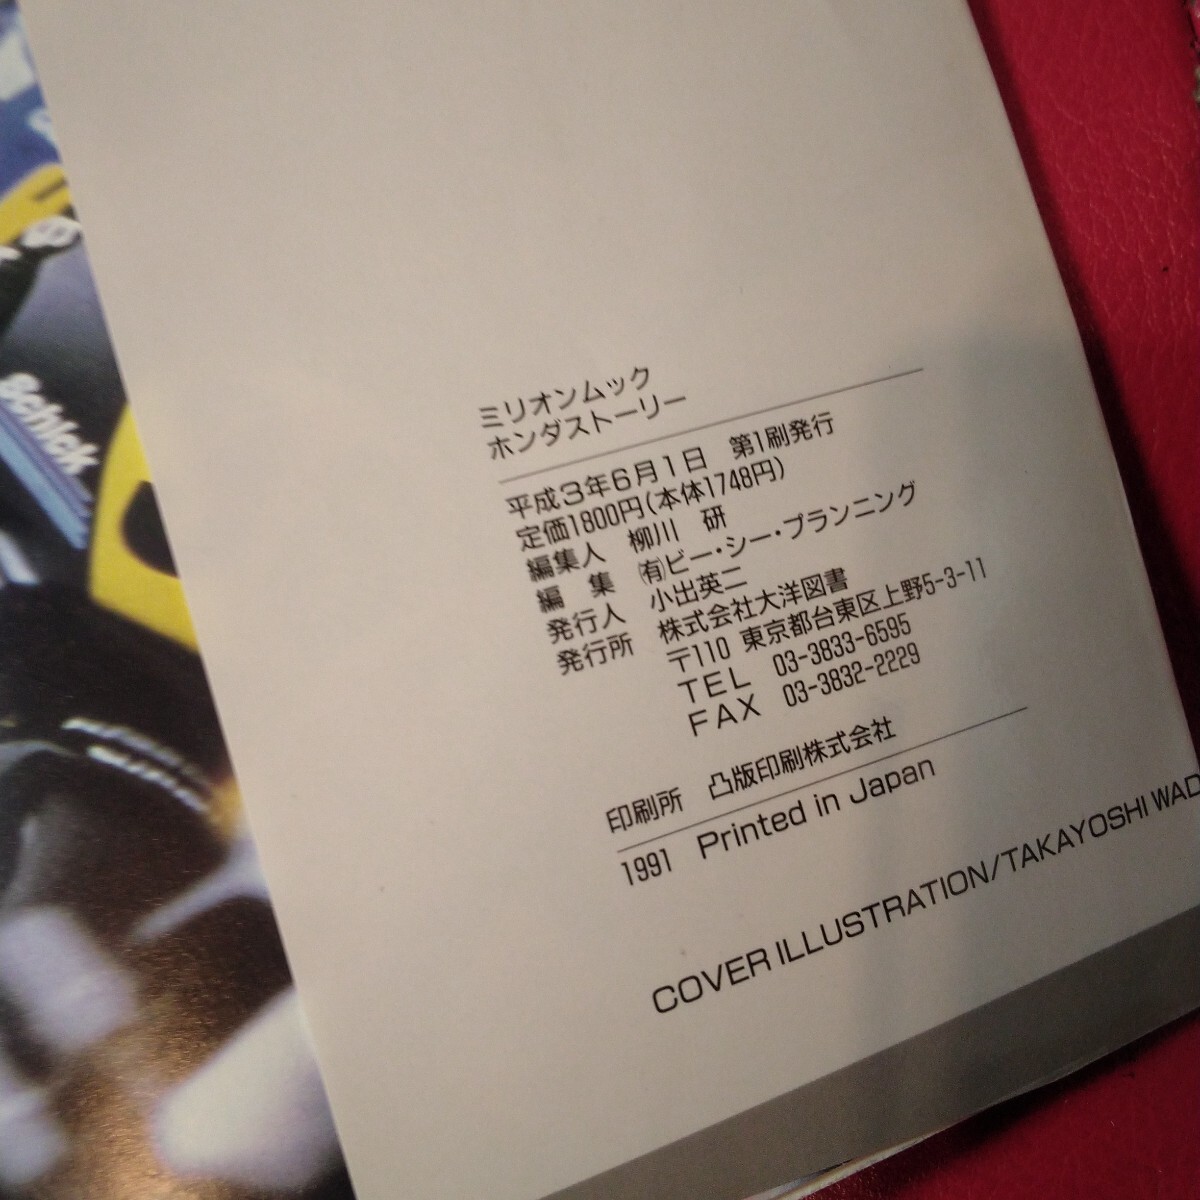 ミリオンムック
ホンダストーリー
平成3年6月1日 第1刷発行
定価1800円(本体1748円)
編集人 柳川 研
編 集 ㈲ビー・シー・プランニング
発行人 小出英二
発行所 株式会社大洋図書
〒110 東京都台東区上野5-3-11
TEL 03-3833-6595
FAX 03-3832-2229
印刷所 凸版印刷株式会社
1991 Printed in Japan
COVER ILLUSTRATION/TAKAYOSHI WAD
Schick